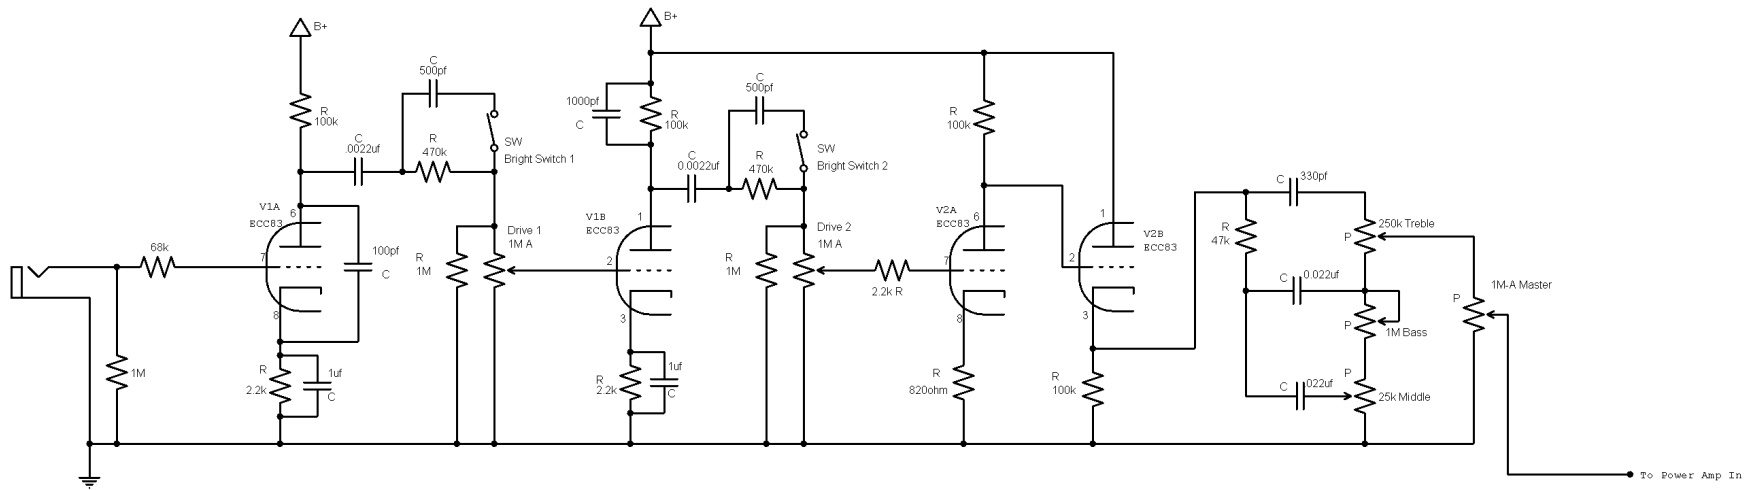 B+
C
500pf
R
100k
C
.0022uf
R
470k
SW
Bright Switch 1
V1A
ECC83
6
7
8
100pf
C
68k
1M
R
2.2k
1uf
C
R
1M
Drive 1
1M A
B+
1000pf
C
R
100k
C
500pf
C
0.0022uf
R
470k
SW
Bright Switch 2
V1B
ECC83
1
2
3
R
2.2k
1uf
C
R
1M
Drive 2
1M A
2.2k R
R
100k
V2A
ECC83
6
7
8
R
820ohm
1
2
3
V2B
ECC83
R
100k
C
330pf
R
47k
P
250k Treble
C
0.022uf
P
1M Bass
C
.022uf
P
25k Middle
1M-A Master
P
To Power Amp In